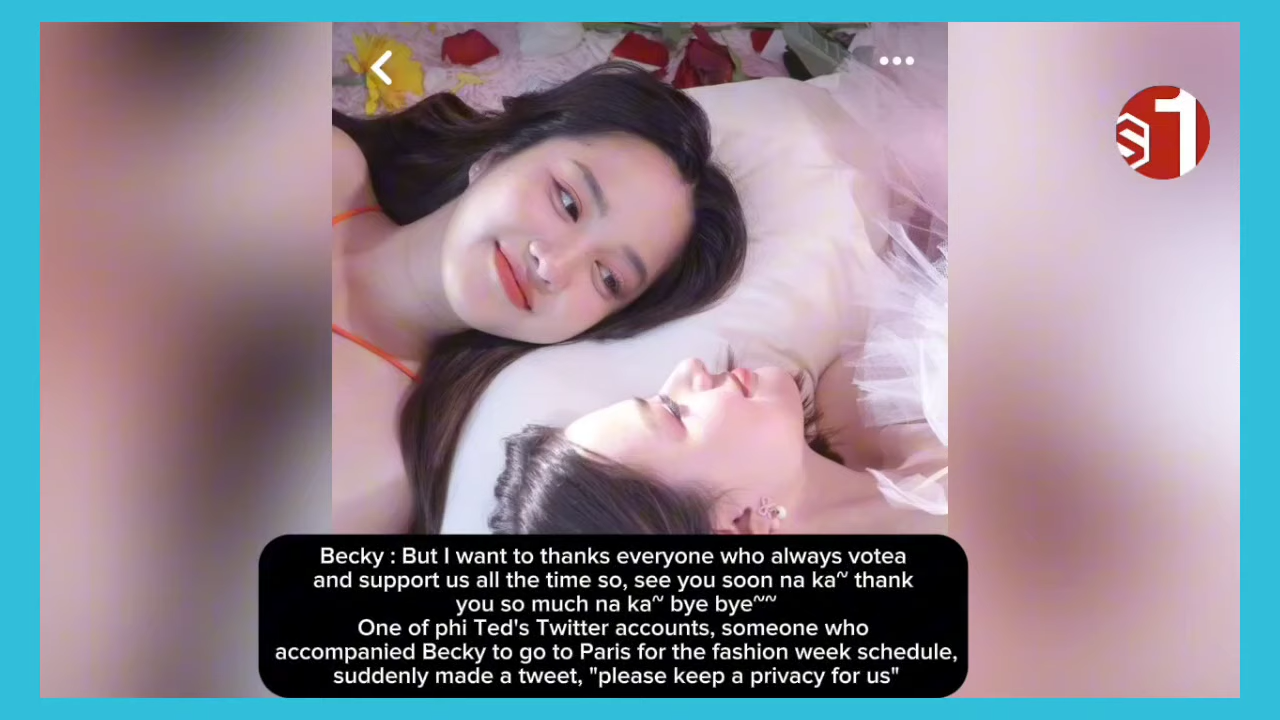 S1
Becky : But I want to thanks everyone who always votea
and support us all the time so, see you soon na ka~ thank
you so much na ka~ bye bye~~
One of phi Ted's Twitter accounts, someone who
accompanied Becky to go to Paris for the fashion week schedule,
suddenly made a tweet, "please keep a privacy for us"